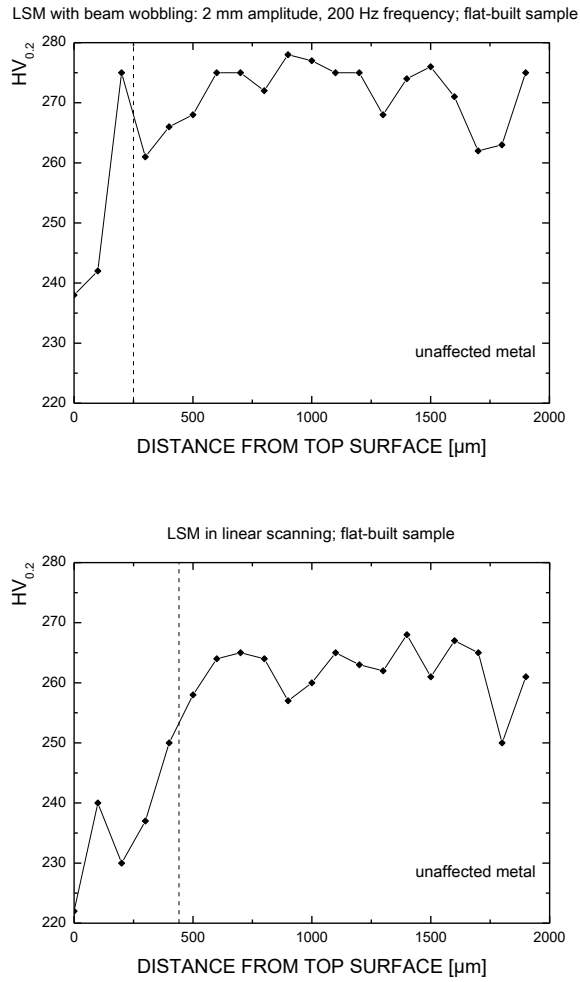 LSM with beam wobbling: 2 mm amplitude, 200 Hz frequency; flat-built sample
HV0.2
280
270
260
250
240
230
220
unaffected metal
0 500 1000 1500 2000
DISTANCE FROM TOP SURFACE [µm]
LSM in linear scanning; flat-built sample
HV0.2
280
270
260
250
240
230
220
unaffected metal
0 500 1000 1500 2000
DISTANCE FROM TOP SURFACE [µm]